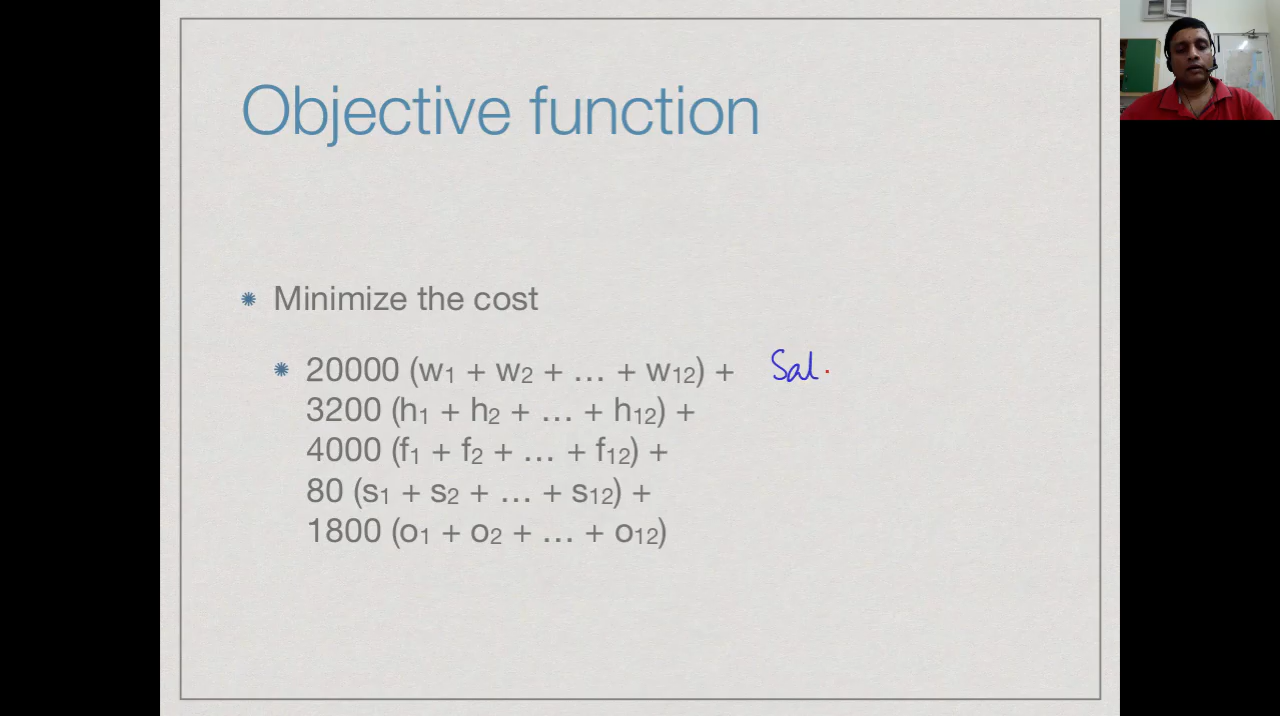 Objective function
Minimize the cost
20000 (w₁ + w₂ + … + w₁₂) + Sal
3200 (h₁ + h₂ + … + h₁₂) +
4000 (f₁ + f₂ + … + f₁₂) +
80 (s₁ + s₂ + … + s₁₂) +
1800 (o₁ + o₂ + … + o₁₂)